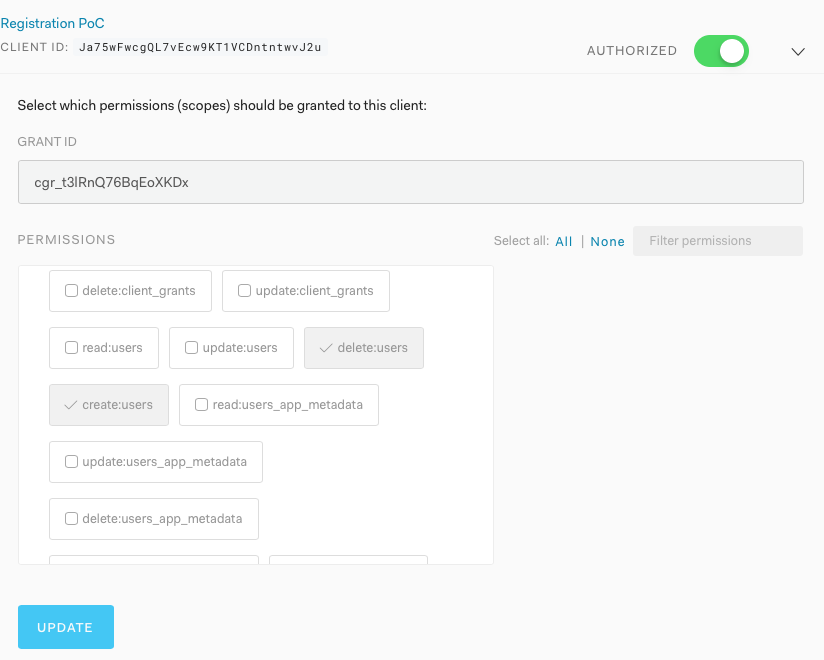 Registration PoC
CLIENT ID: Ja75wFwcgQL7vEcw9KT1VCDntntwvJ2u
AUTHORIZED
Select which permissions (scopes) should be granted to this client:
GRANT ID
cgr_t3lRnQ76BqEoXKDx
PERMISSIONS Select all: All | None Filter permissions
delete:client_grants update:client_grants
read:users update:users delete:users
create:users read:users_app_metadata
update:users_app_metadata
delete:users_app_metadata
UPDATE